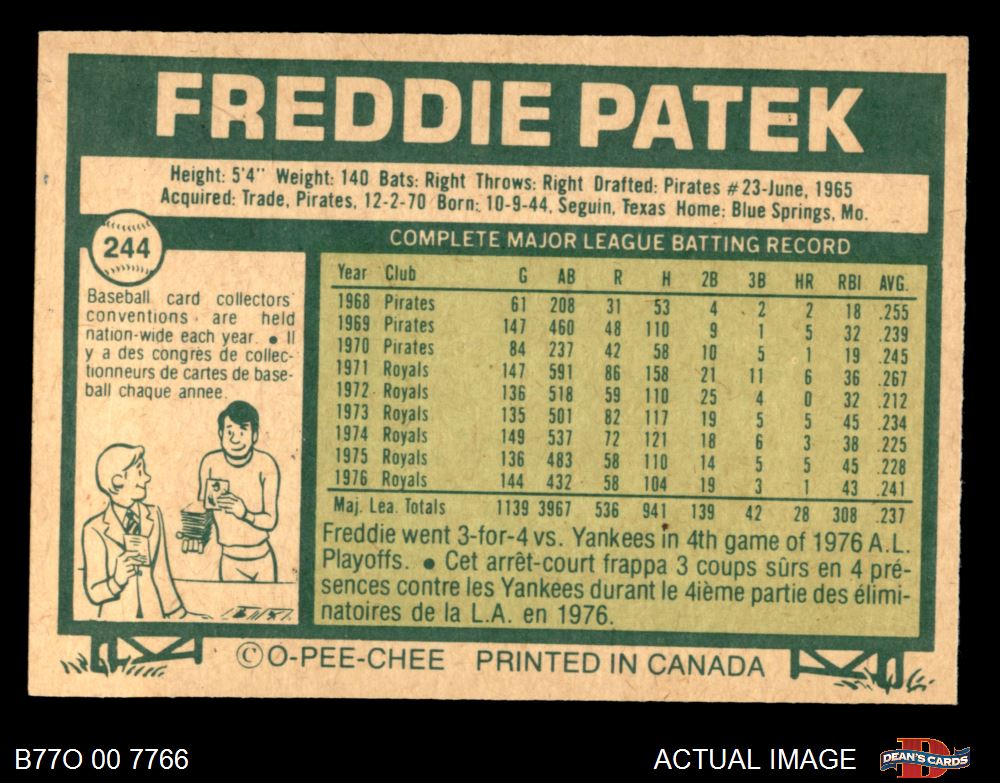 FREDDIE PATEK
Height: 5'4" Weight: 140 Bats: Right Throws: Right Drafted: Pirates #23-June, 1965
Acquired: Trade, Pirates, 12-2-70 Born: 10-9-44, Seguin, Texas Home: Blue Springs, Mo.
244
Baseball card collectors'
conventions are held
nation-wide each year. ● Il
y a des congrès de collec-
tionneurs de cartes de base-
ball chaque annee.
COMPLETE MAJOR LEAGUE BATTING RECORD
Year Club G AB R H 2B 3B HR RBI AVG.
1968 Pirates 61 208 31 53 4 2 2 18 .255
1969 Pirates 147 460 48 110 9 1 5 32 .239
1970 Pirates 84 237 42 58 10 5 1 19 .245
1971 Royals 147 591 86 158 21 11 6 36 .267
1972 Royals 136 518 59 110 25 4 0 32 .212
1973 Royals 135 501 82 117 19 5 5 45 .234
1974 Royals 149 537 72 121 18 6 3 38 .225
1975 Royals 136 483 58 110 14 5 5 45 .228
1976 Royals 144 432 58 104 19 3 1 43 .241
Maj. Lea. Totals 1139 3967 536 941 139 42 28 308 .237
Freddie went 3-for-4 vs. Yankees in 4th game of 1976 A.L.
Playoffs. ● Cet arrêt-court frappa 3 coups sûrs en 4 pré-
sences contre les Yankees durant le 4ième partie des élimi-
natoires de la L.A. en 1976.
©O-PEE-CHEE PRINTED IN CANADA
B77O 00 7766
ACTUAL IMAGE
DEAN'S CARDS